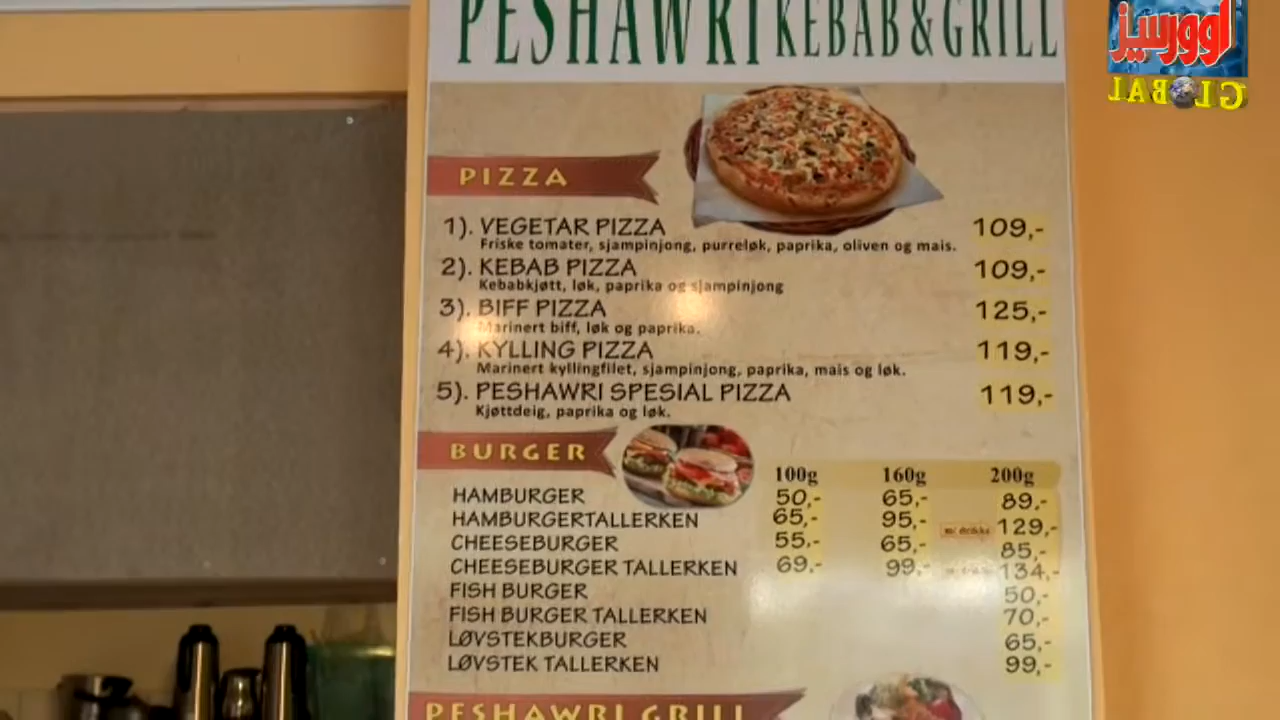 PESHAWRI KEBAB & GRILL
اوورسیز
GLOBAL
PIZZA
1). VEGETAR PIZZA 109,-
Friske tomater, sjampinjong, purreløk, paprika, oliven og mais.
2). KEBAB PIZZA 109,-
Kebabkjøtt, løk, paprika og sjampinjong
3). BIFF PIZZA 125,-
Marinert biff, løk og paprika.
4). KYLLING PIZZA 119,-
Marinert kyllingfilet, sjampinjong, paprika, mais og løk.
5). PESHAWRI SPESIAL PIZZA 119,-
Kjøttdeig, paprika og løk.
BURGER
100g 160g 200g
HAMBURGER 50,- 65,- 89,-
HAMBURGERTALLERKEN 65,- 95,- 129,-
CHEESEBURGER 55,- 65,- 85,-
CHEESEBURGER TALLERKEN 69,- 99,- 134,-
FISH BURGER 50,-
FISH BURGER TALLERKEN 70,-
LØVSTEKBURGER 65,-
LØVSTEK TALLERKEN 99,-
PESHAWRI GRILL